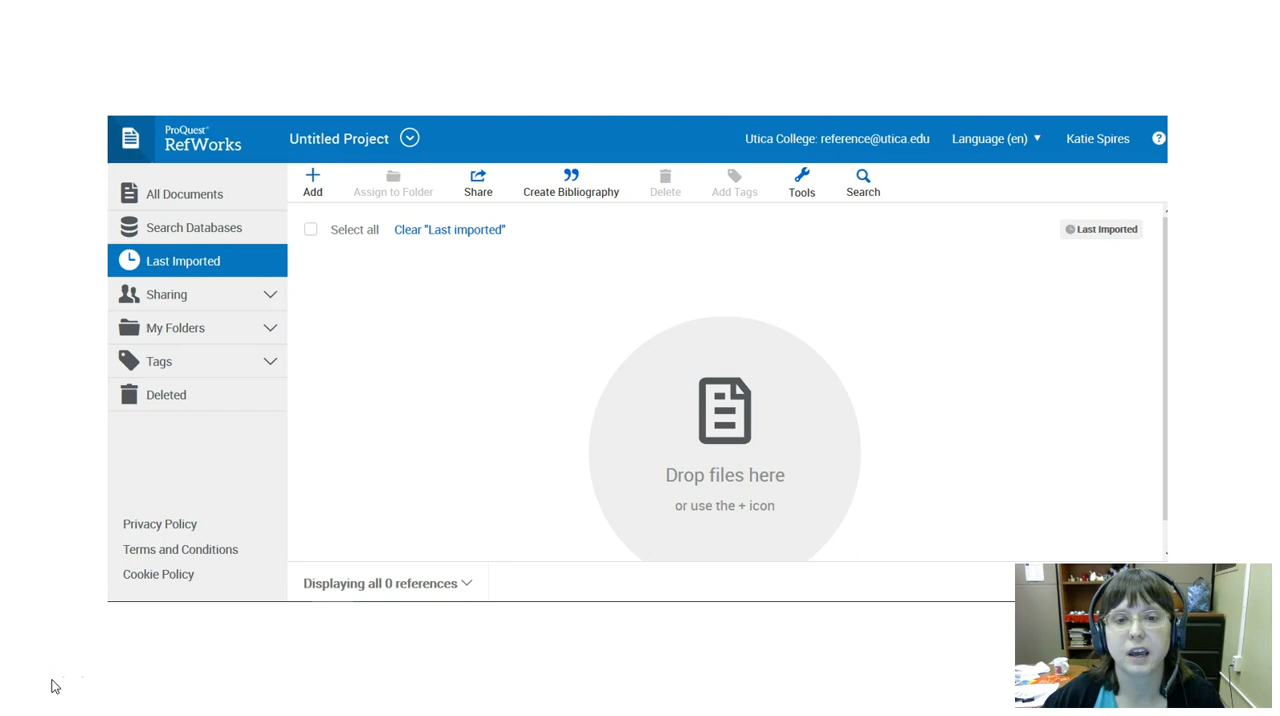 ProQuest
RefWorks
Untitled Project
Utica College: reference@utica.edu
Language (en)
Katie Spires
?
All Documents
Search Databases
Last Imported
Sharing
My Folders
Tags
Deleted
Privacy Policy
Terms and Conditions
Cookie Policy
Add
Assign to Folder
Share
Create Bibliography
Delete
Add Tags
Tools
Search
Select all
Clear "Last imported"
Last Imported
Drop files here
or use the + icon
Displaying all 0 references